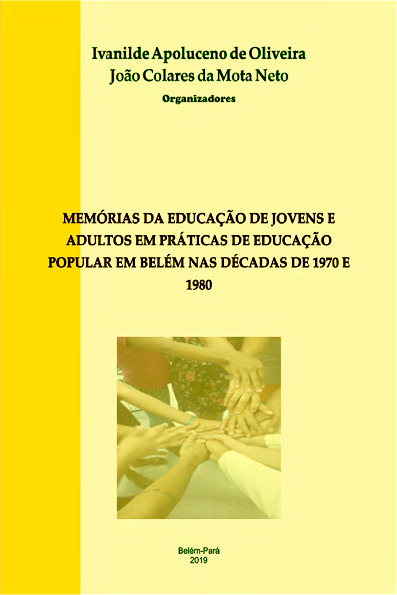 Ivanilde Apoluceno de Oliveira
João Colares da Mota Neto
Organizadores
MEMÓRIAS DA EDUCAÇÃO DE JOVENS E
ADULTOS EM PRÁTICAS DE EDUCAÇÃO
POPULAR EM BELÉM NAS DÉCADAS DE 1970 E
1980
Belém-Pará
2019